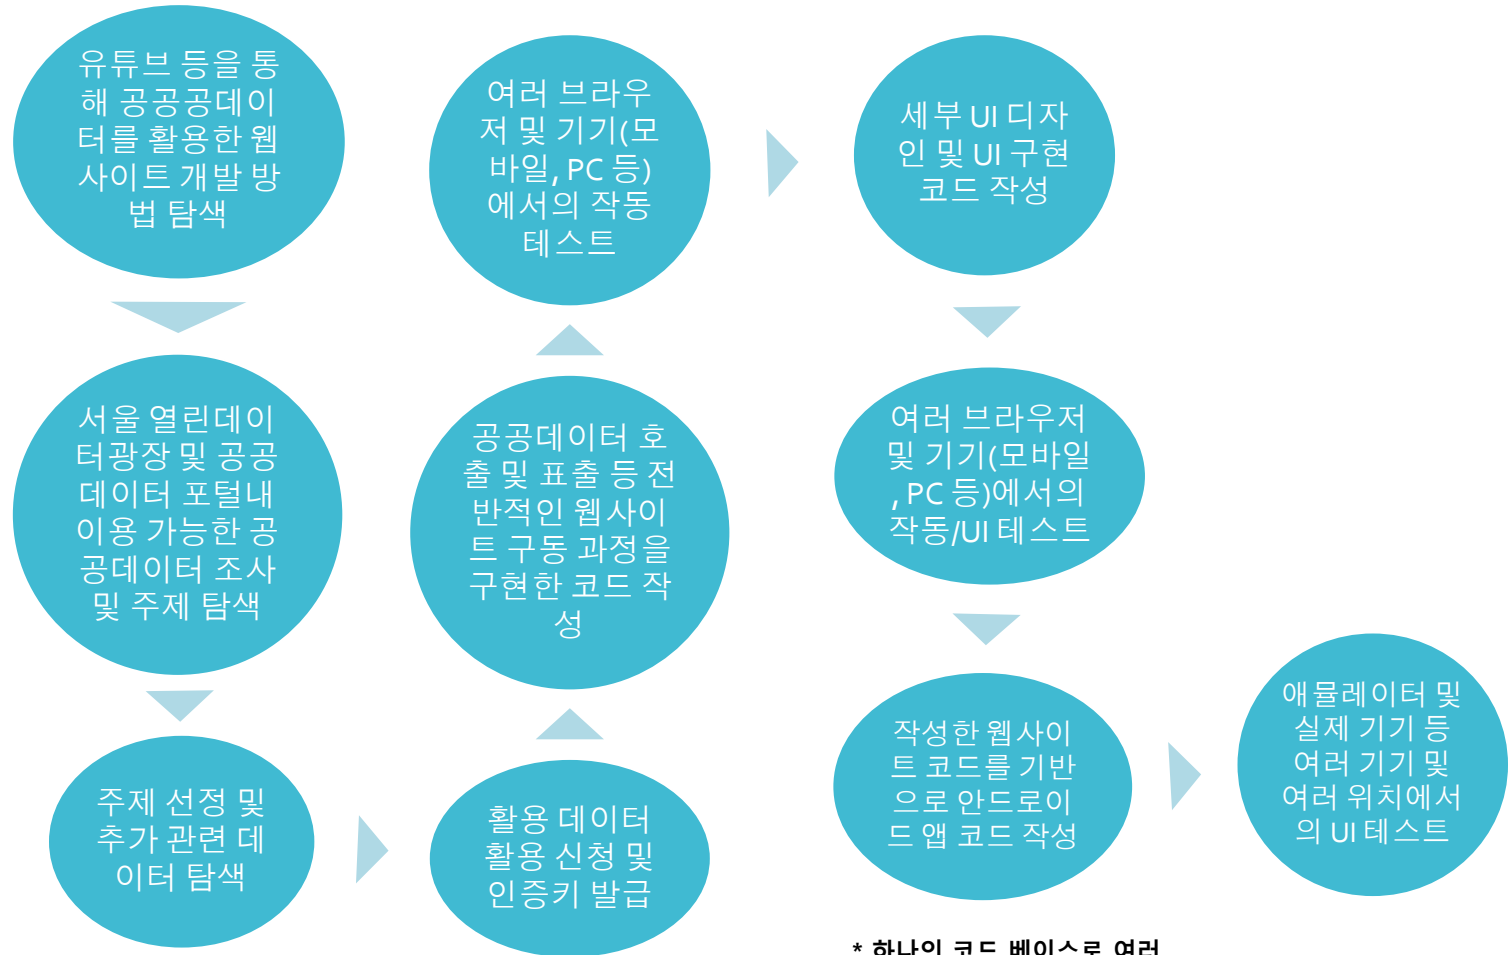 유튜브 등을 통
해 공공공데이
터를 활용한 웹
사이트 개발 방
법 탐색
서울 열린데이
터광장 및 공공
데이터 포털내
이용 가능한 공
공데이터 조사
및 주제 탐색
주제 선정 및
추가 관련 데
이터 탐색
활용 데이터
활용 신청 및
인증키 발급
공공데이터 호
출 및 표출 등 전
반적인 웹사이
트 구동 과정을
구현한 코드 작
성
여러 브라우
저 및 기기(모
바일, PC 등)
에서의 작동
테스트
세부 UI 디자
인 및 UI 구현
코드 작성
여러 브라우저
및 기기(모바일
, PC 등)에서의
작동/UI 테스트
작성한 웹사이
트 코드를 기반
으로 안드로이
드 앱 코드 작성
애뮬레이터 및
실제 기기 등
여러 기기 및
여러 위치에서
의 UI 테스트
* 하나의 코드 베이스로 여러